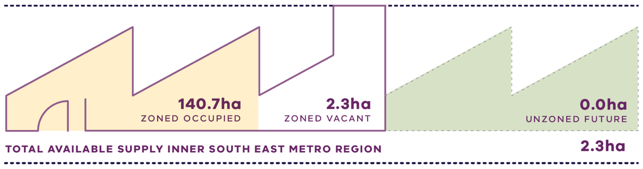 140.7ha
ZONED OCCUPIED
2.3ha
ZONED VACANT
0.0ha
UNZONED FUTURE
TOTAL AVAILABLE SUPPLY INNER SOUTH EAST METRO REGION
2.3ha